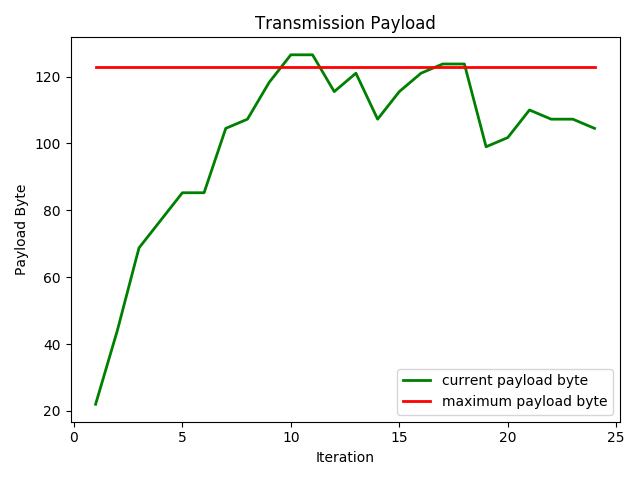 Transmission Payload
120
100
80
60
40
20
Payload Byte
0
5
10
15
20
25
Iteration
current payload byte
maximum payload byte